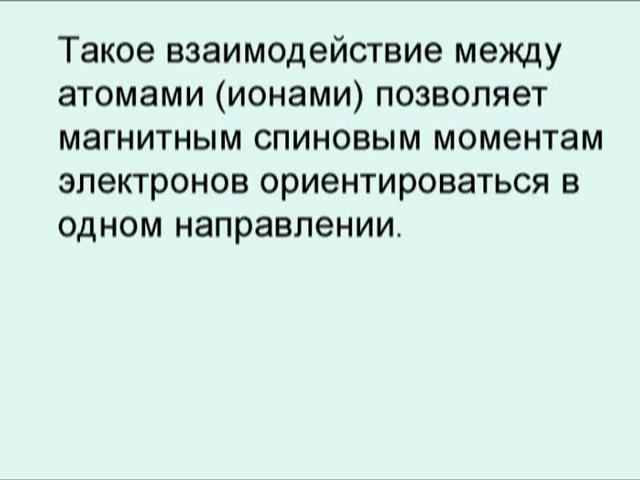 Такое взаимодействие между
атомами (ионами) позволяет
магнитным спиновым моментам
электронов ориентироваться в
одном направлении.